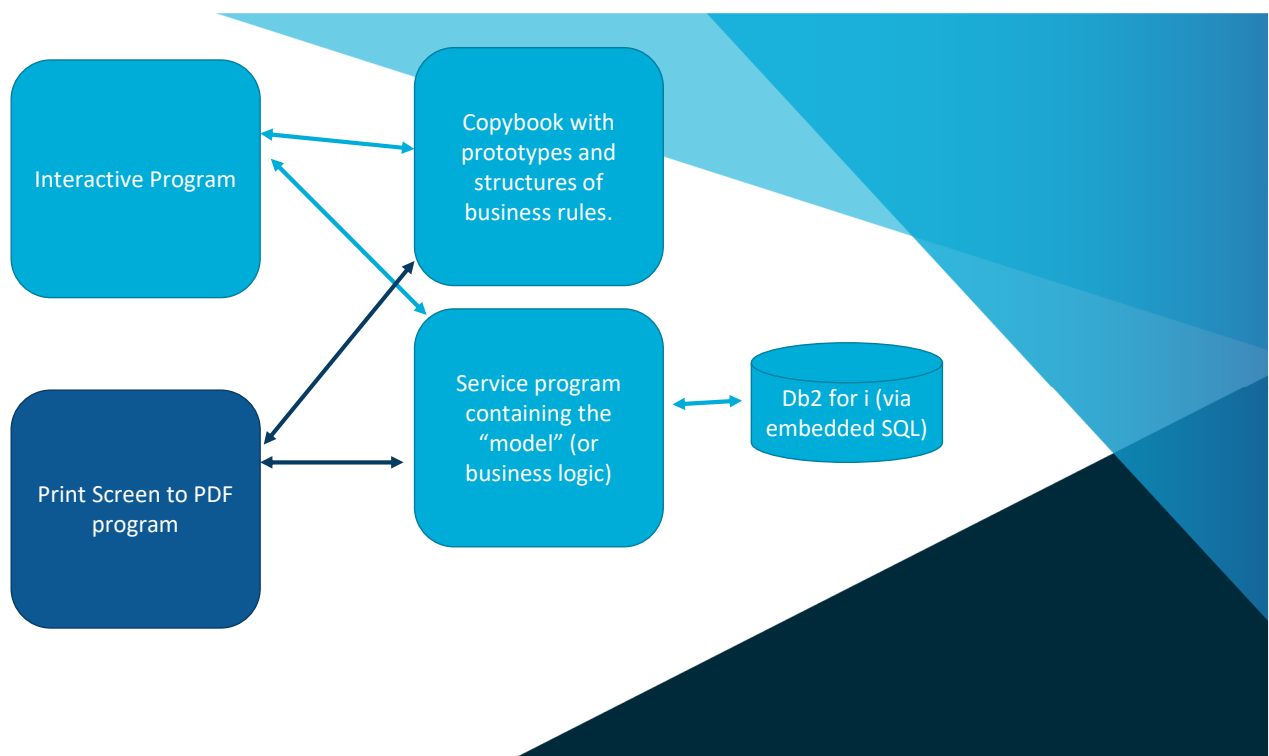 Interactive Program
Copybook with
prototypes and
structures of
business rules.
Service program
containing the
“model” (or
business logic)
Db2 for i (via
embedded SQL)
Print Screen to PDF
program